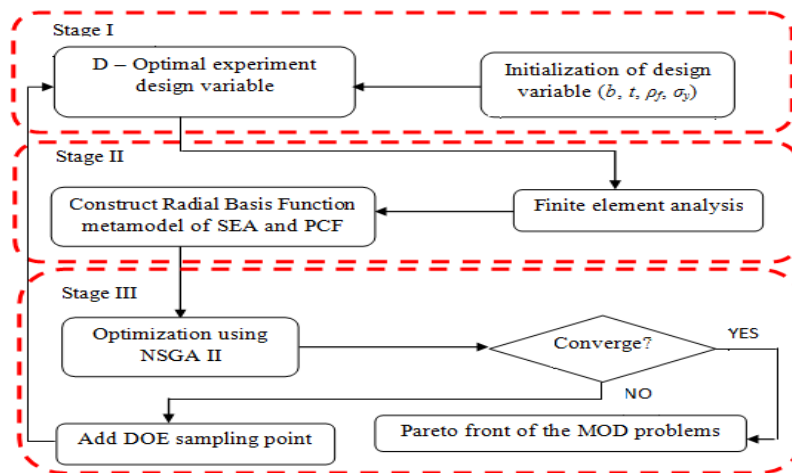 Stage I
D – Optimal experiment
design variable
Initialization of design
variable (b, t, ρf, σy)
Stage II
Construct Radial Basis Function
metamodel of SEA and PCF
Finite element analysis
Stage III
Optimization using
NSGA II
Converge?
YES
NO
Add DOE sampling point
Pareto front of the MOD problems